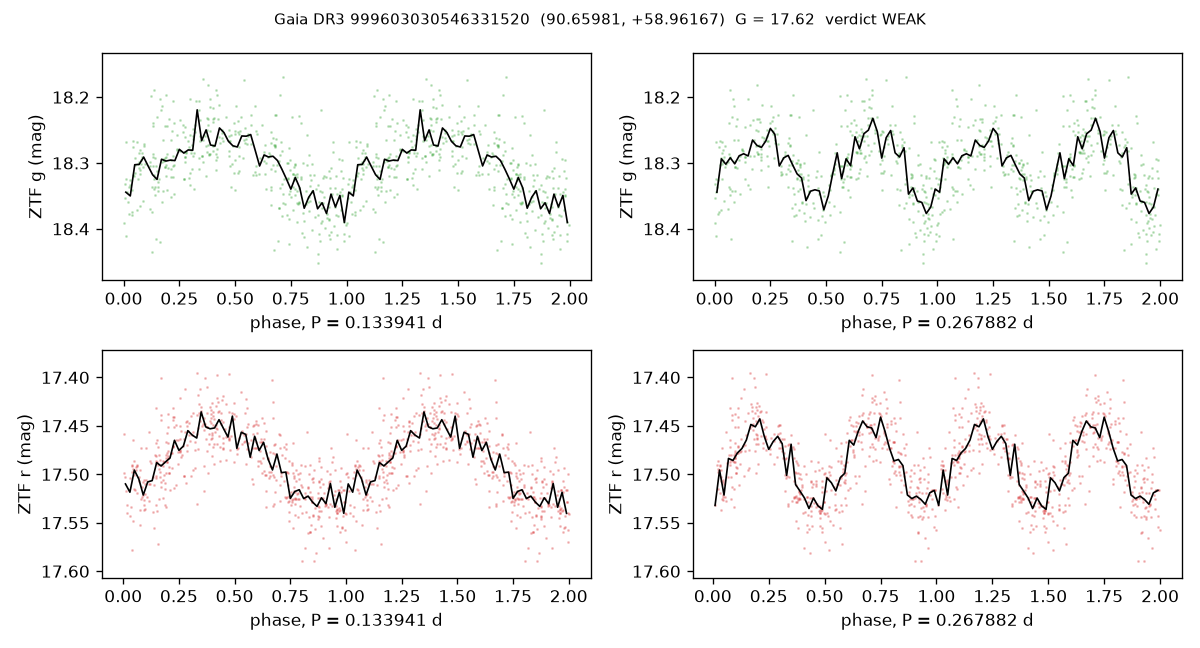 Gaia DR3 999603030546331520  (90.65981, +58.96167)  G = 17.62  verdict WEAK
ZTF g (mag)
18.2
18.3
18.4
0.00 0.25 0.50 0.75 1.00 1.25 1.50 1.75 2.00
phase, P = 0.133941 d
ZTF g (mag)
18.2
18.3
18.4
0.00 0.25 0.50 0.75 1.00 1.25 1.50 1.75 2.00
phase, P = 0.267882 d
ZTF r (mag)
17.40
17.45
17.50
17.55
17.60
0.00 0.25 0.50 0.75 1.00 1.25 1.50 1.75 2.00
phase, P = 0.133941 d
ZTF r (mag)
17.40
17.45
17.50
17.55
17.60
0.00 0.25 0.50 0.75 1.00 1.25 1.50 1.75 2.00
phase, P = 0.267882 d